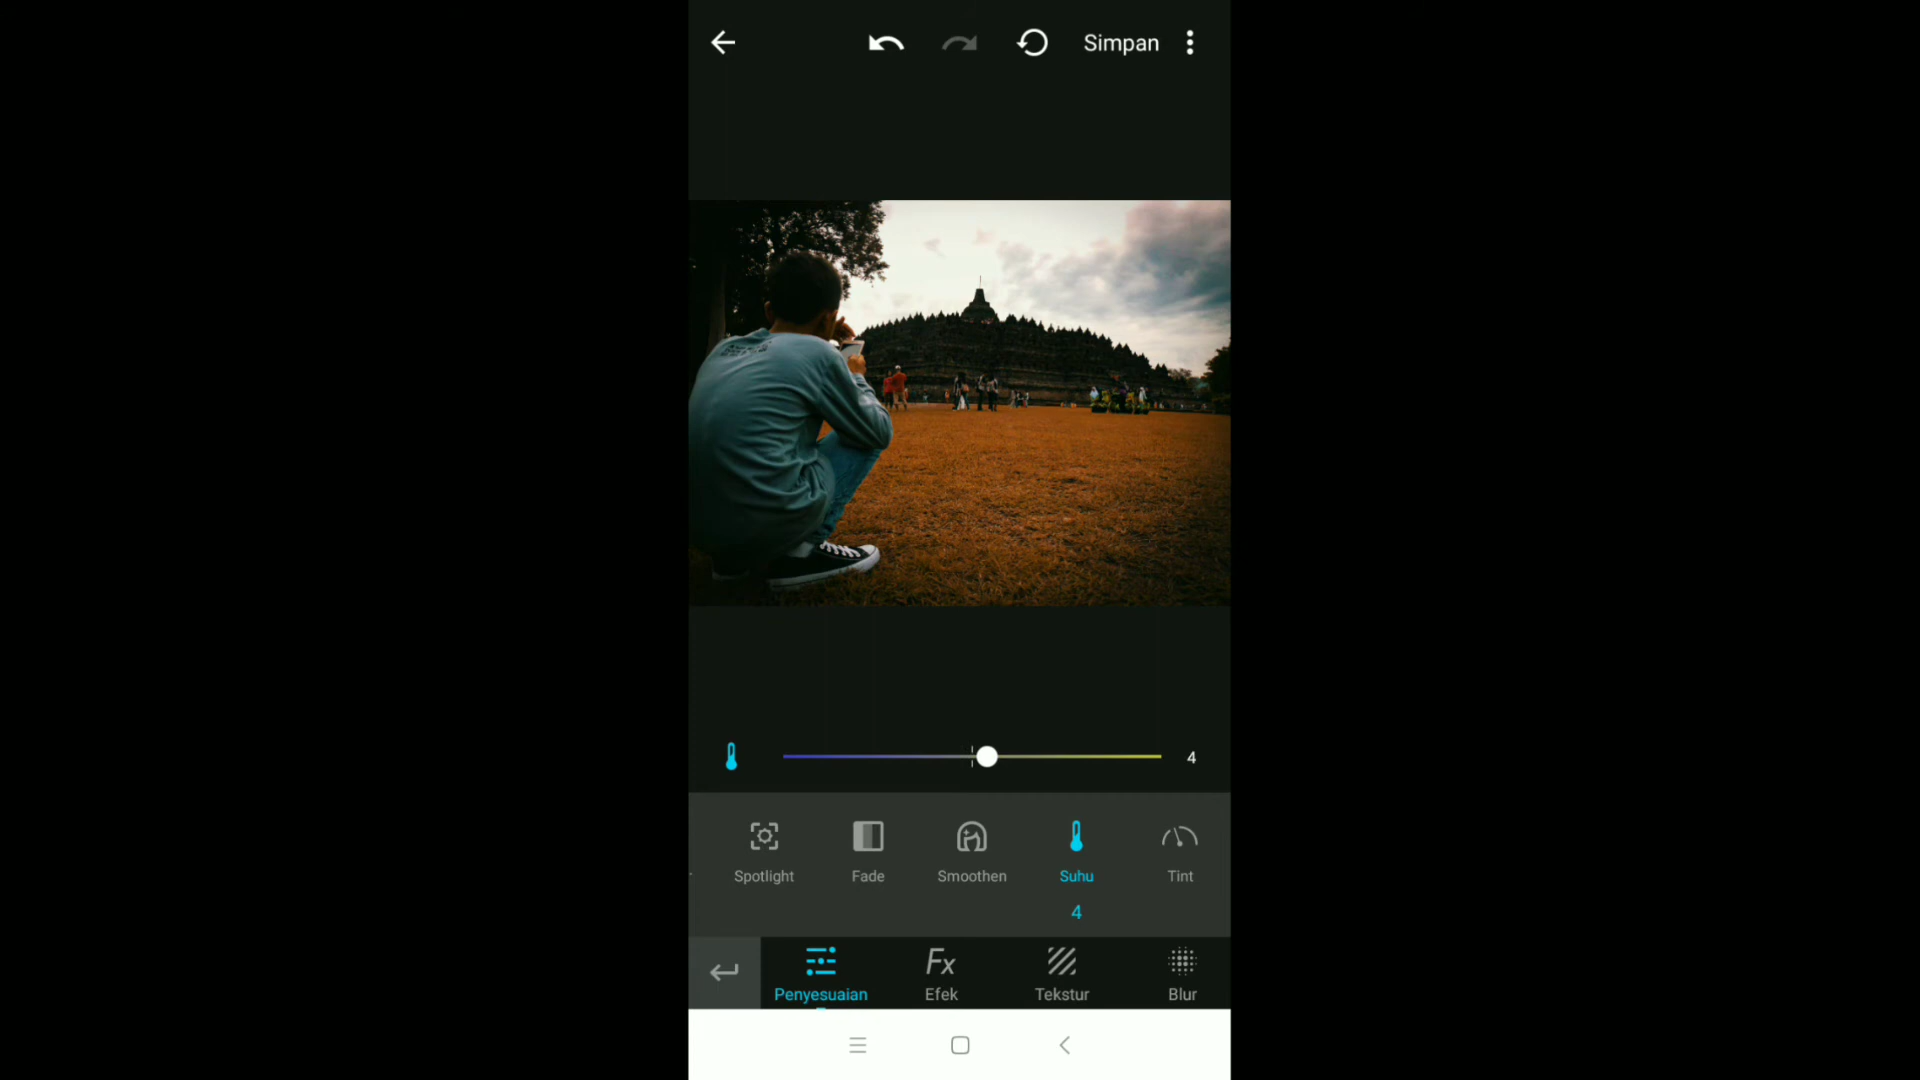 Simpan
4
Spotlight
Fade
Smoothen
Suhu
Tint
4
Fx
Penyesuaian
Efek
Tekstur
Blur